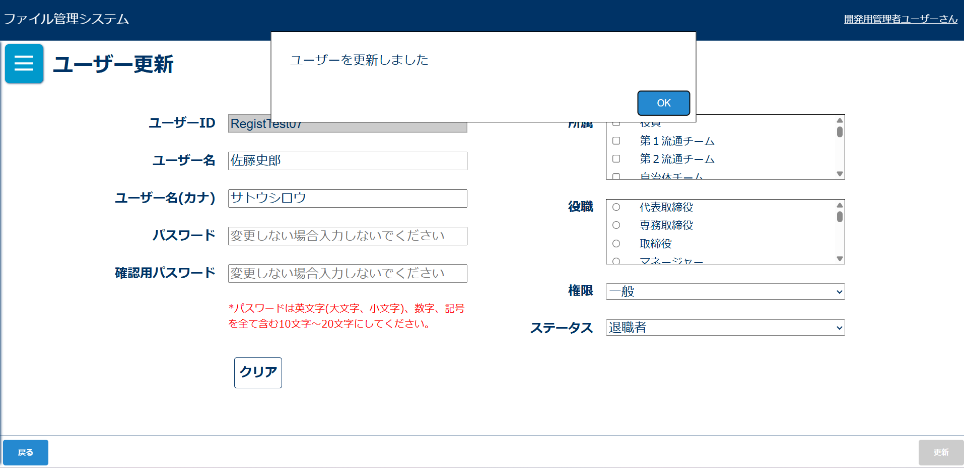 ファイル管理システム
開発用管理者ユーザーさん
ユーザー更新
ユーザーを更新しました
OK
ユーザーID
RegistTest07
ユーザー名
佐藤史郎
ユーザー名(カナ)
サトウシロウ
パスワード
変更しない場合入力しないでください
確認用パスワード
変更しない場合入力しないでください
*パスワードは英文字(大文字、小文字)、数字、記号
を全て含む10文字～20文字にしてください。
クリア
所属
役員
第１流通チーム
第２流通チーム
自治体チーム
役職
代表取締役
専務取締役
取締役
マネージャー
権限
一般
ステータス
退職者
戻る
更新